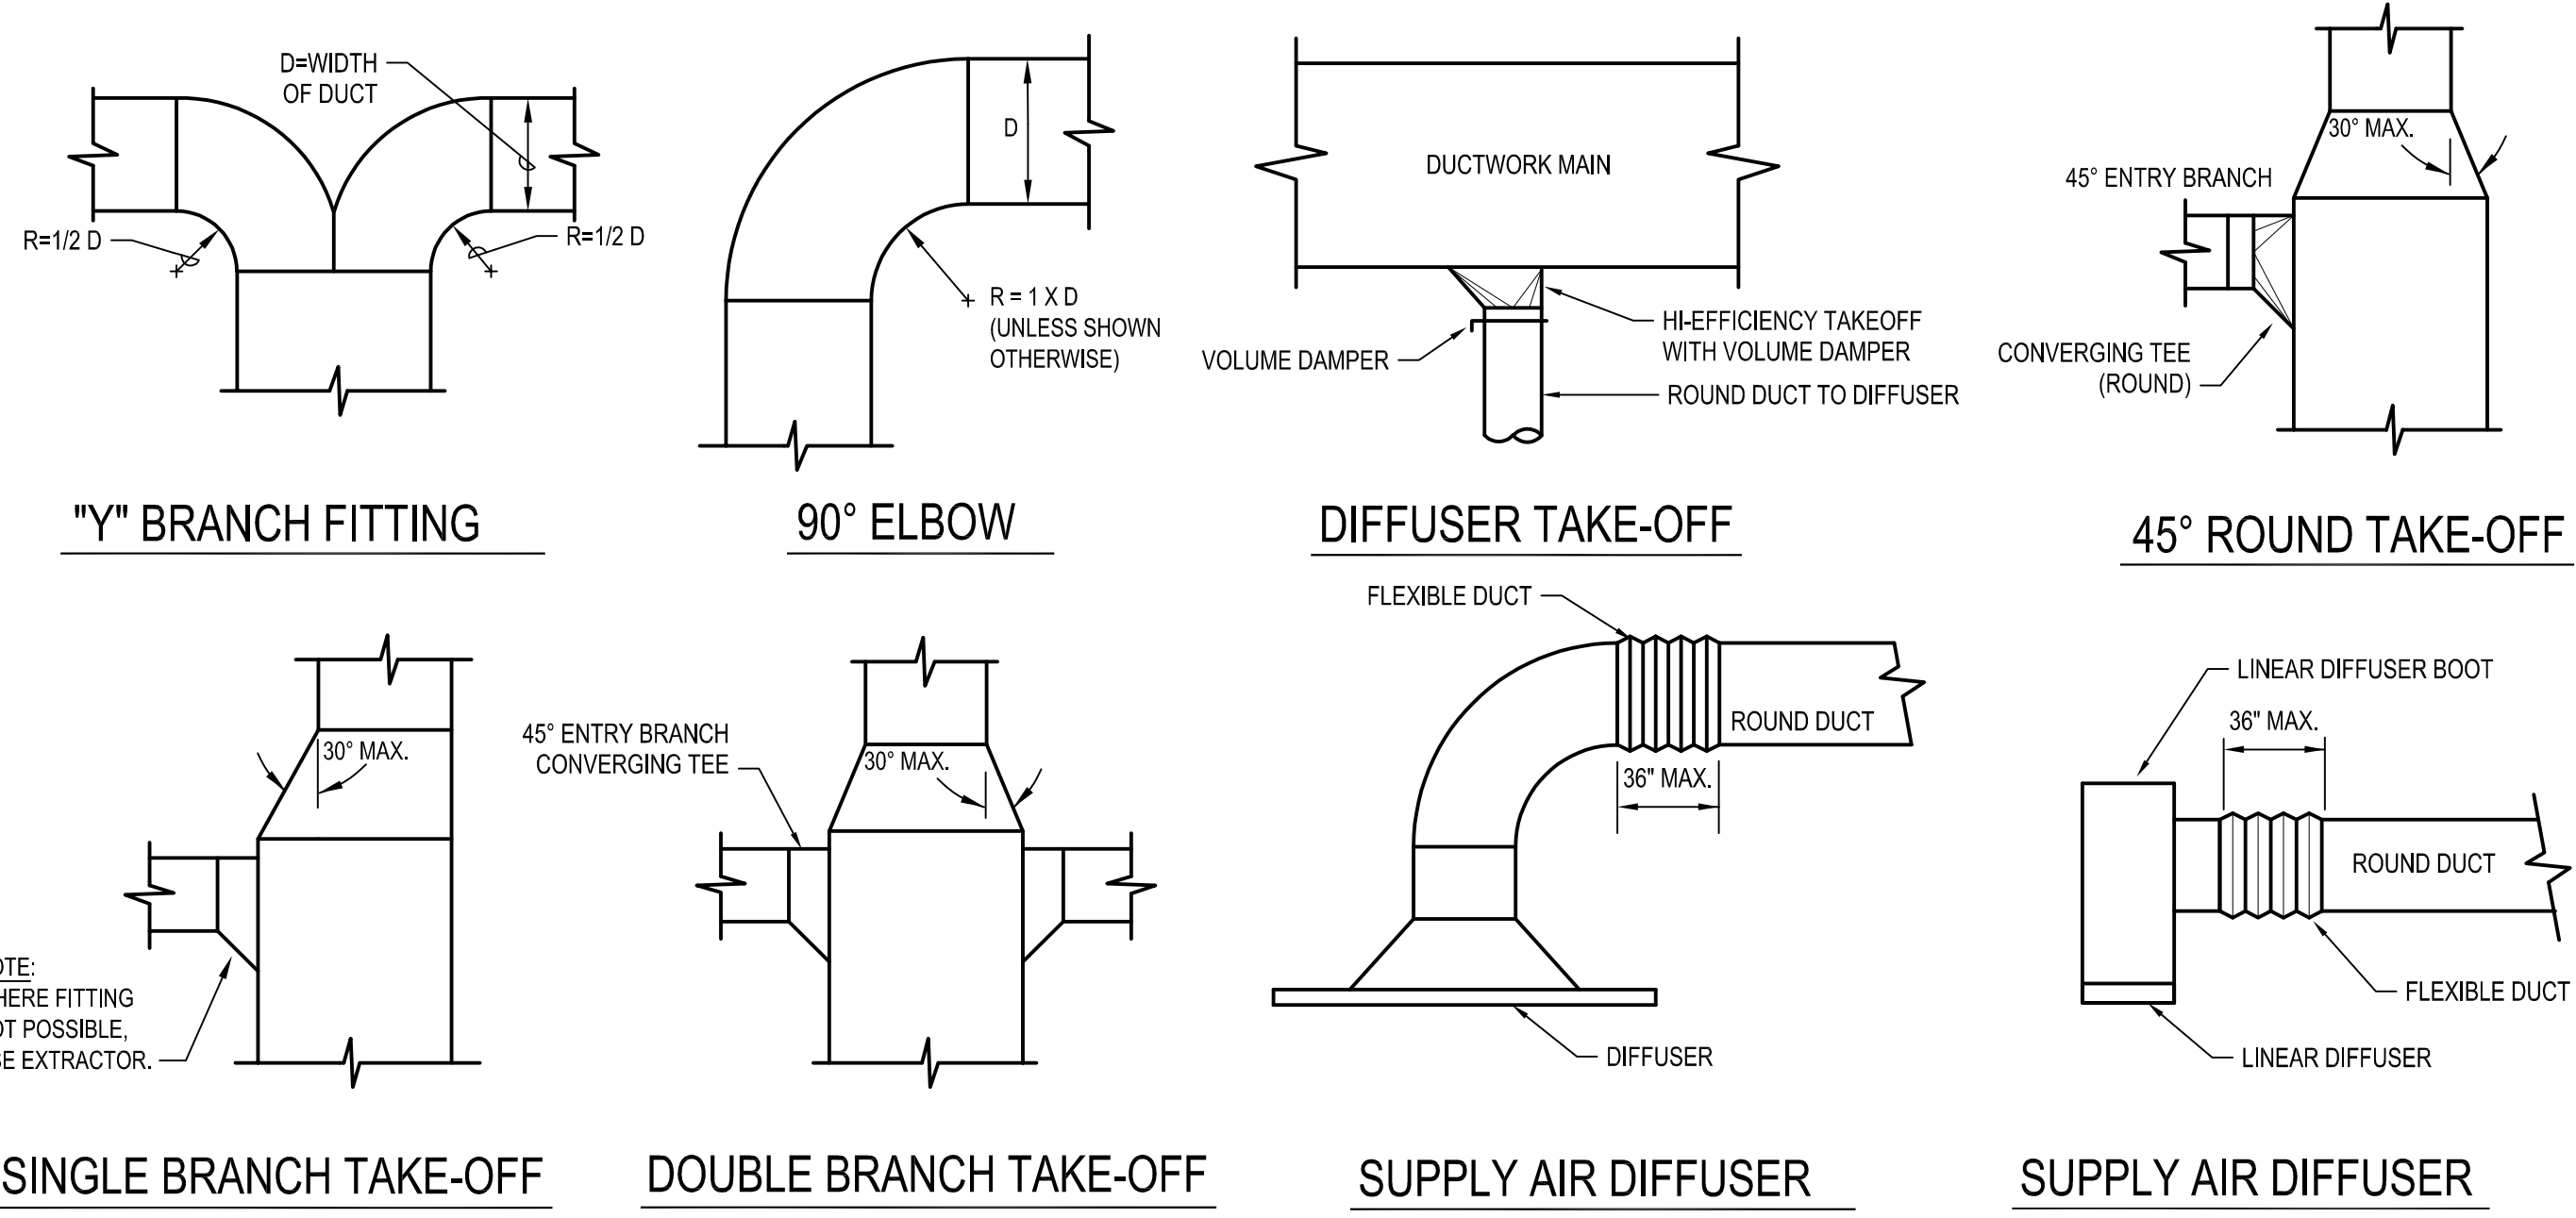 D=WIDTH
OF DUCT
R=1/2 D
R=1/2 D
"Y" BRANCH FITTING
D
R = 1 X D
(UNLESS SHOWN
OTHERWISE)
90° ELBOW
DUCTWORK MAIN
VOLUME DAMPER
HI-EFFICIENCY TAKEOFF
WITH VOLUME DAMPER
ROUND DUCT TO DIFFUSER
DIFFUSER TAKE-OFF
30° MAX.
45° ENTRY BRANCH
CONVERGING TEE
(ROUND)
45° ROUND TAKE-OFF
30° MAX.
OTE:
HERE FITTING
OT POSSIBLE,
SE EXTRACTOR.
SINGLE BRANCH TAKE-OFF
45° ENTRY BRANCH
CONVERGING TEE
30° MAX.
DOUBLE BRANCH TAKE-OFF
FLEXIBLE DUCT
ROUND DUCT
36" MAX.
DIFFUSER
SUPPLY AIR DIFFUSER
LINEAR DIFFUSER BOOT
36" MAX.
ROUND DUCT
FLEXIBLE DUCT
LINEAR DIFFUSER
SUPPLY AIR DIFFUSER